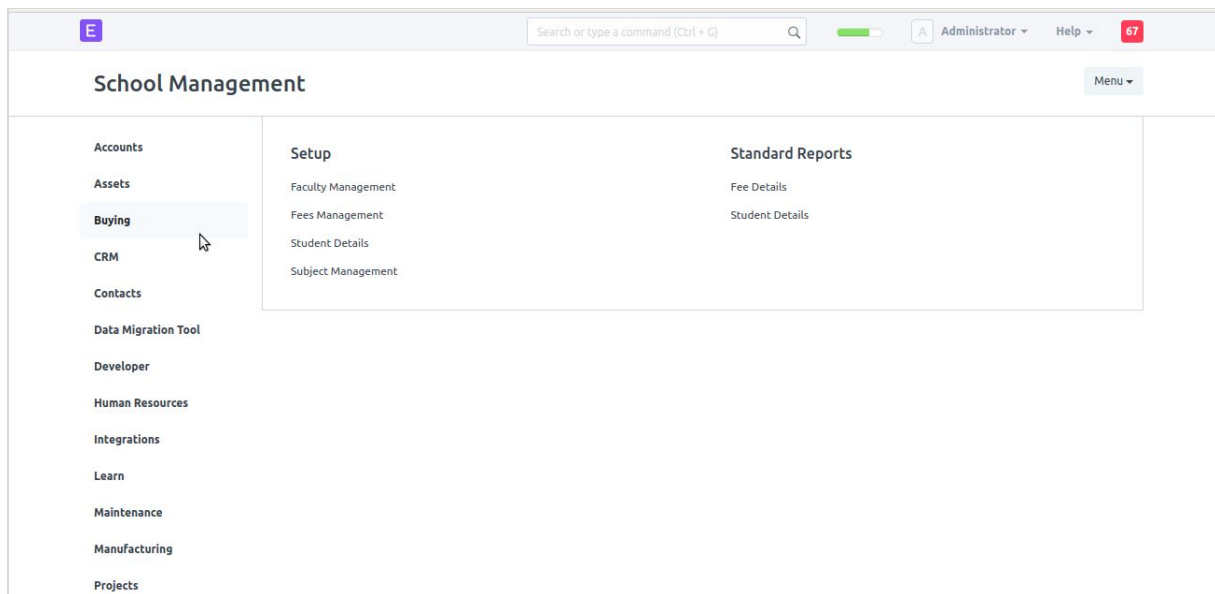 E
Search or type a command (Ctrl + G)
A Administrator
Help
67
School Management
Menu
Accounts
Assets
Buying
CRM
Contacts
Data Migration Tool
Developer
Human Resources
Integrations
Learn
Maintenance
Manufacturing
Projects
Setup
Faculty Management
Fees Management
Student Details
Subject Management
Standard Reports
Fee Details
Student Details